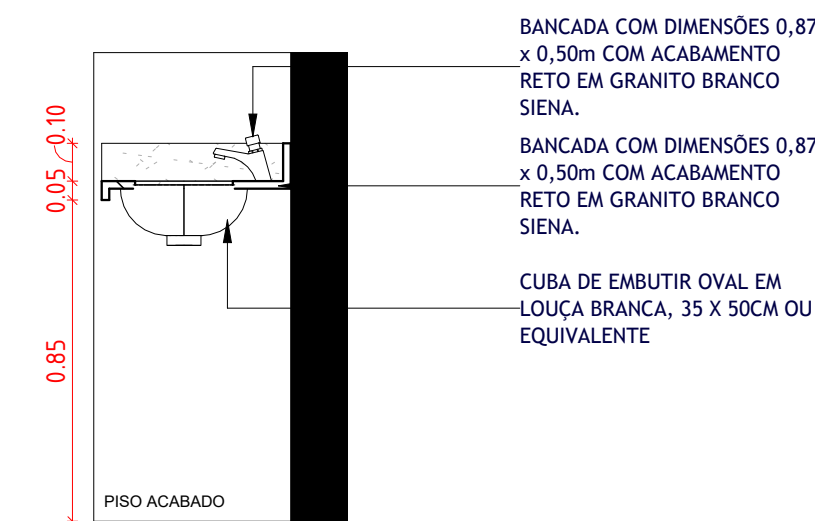 BANCADA COM DIMENSÕES 0,87
x 0,50m COM ACABAMENTO
RETO EM GRANITO BRANCO
SIENA.
BANCADA COM DIMENSÕES 0,87
x 0,50m COM ACABAMENTO
RETO EM GRANITO BRANCO
SIENA.
CUBA DE EMBUTIR OVAL EM
LOUÇA BRANCA, 35 X 50CM OU
EQUIVALENTE
0.10
0.05
0.85
PISO ACABADO